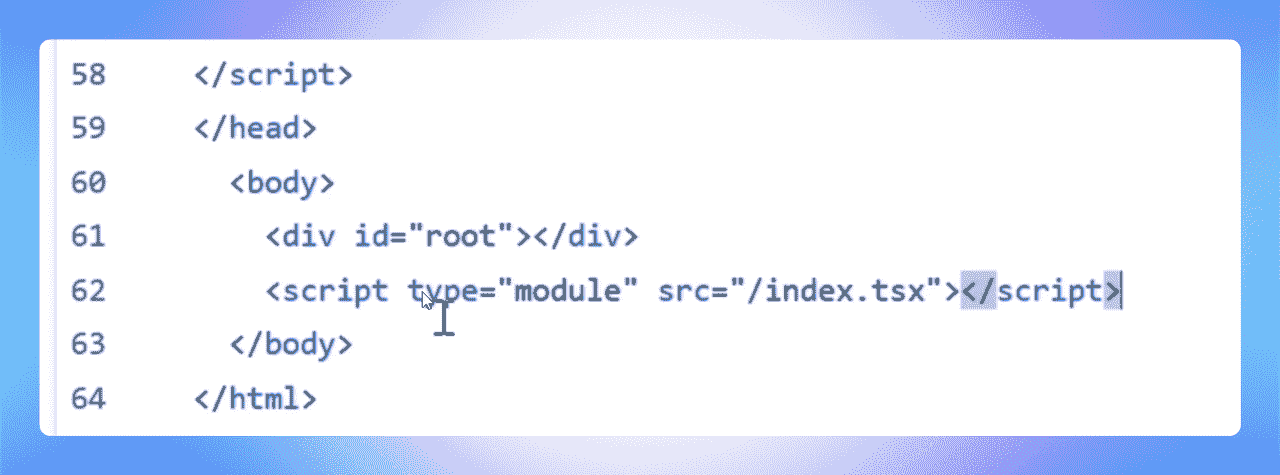 58 </script>
59 </head>
60 <body>
61 <div id="root"></div>
62 <script type="module" src="/index.tsx"></script>
63 </body>
64 </html>